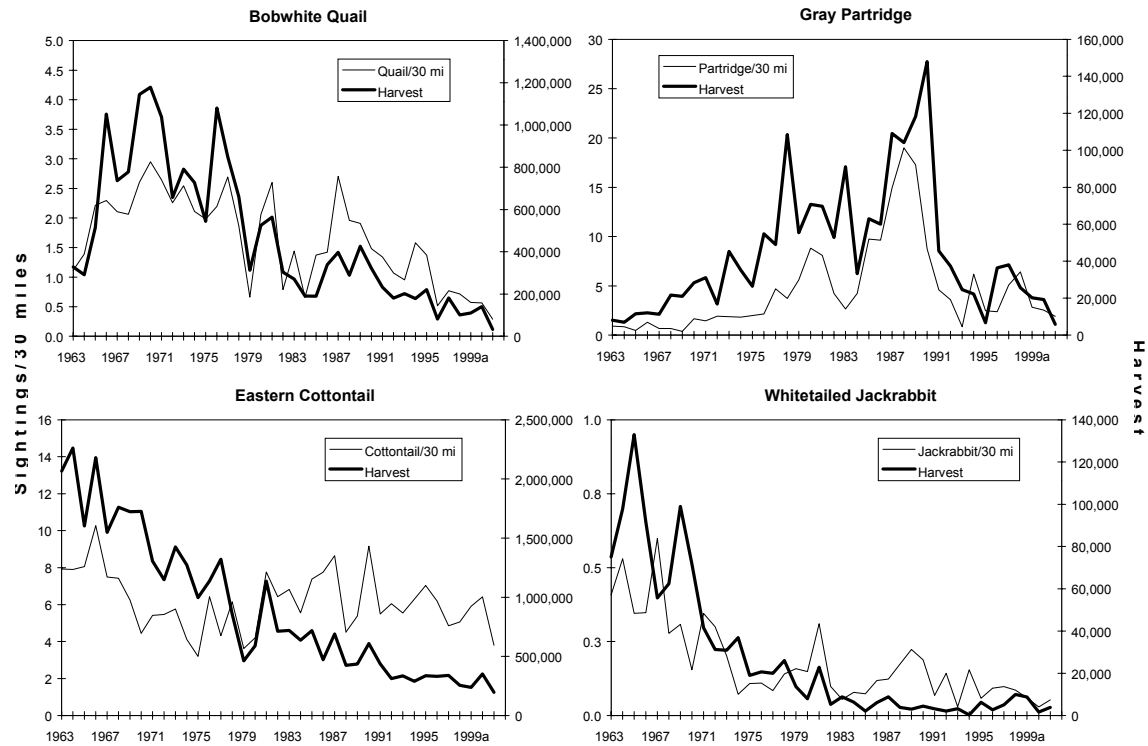 Bobwhite Quail
5.0 4.5 4.0 3.5 3.0 2.5 2.0 1.5 1.0 0.5 0.0
Quail/30 mi
Harvest
1,400,000 1,200,000 1,000,000 800,000 600,000 400,000 200,000 0
1963 1967 1971 1975 1979 1983 1987 1991 1995 1999a
Gray Partridge
30 25 20 15 10 5 0
Partridge/30 mi
Harvest
160,000 140,000 120,000 100,000 80,000 60,000 40,000 20,000 0
1963 1967 1971 1975 1979 1983 1987 1991 1995 1999a
Sightings/30 miles
Harvest
Eastern Cottontail
16 14 12 10 8 6 4 2 0
Cottontail/30 mi
Harvest
2,500,000 2,000,000 1,500,000 1,000,000 500,000 0
1963 1967 1971 1975 1979 1983 1987 1991 1995 1999a
Whitetailed Jackrabbit
1.0 0.8 0.5 0.3 0.0
Jackrabbit/30 mi
Harvest
140,000 120,000 100,000 80,000 60,000 40,000 20,000 0
1963 1967 1971 1975 1979 1983 1987 1991 1995 1999a